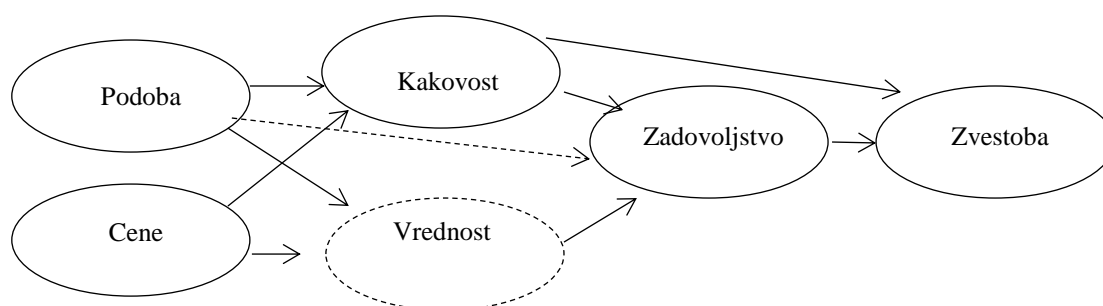 Podoba
Kakovost
Zadovoljstvo
Zvestoba
Cene
Vrednost